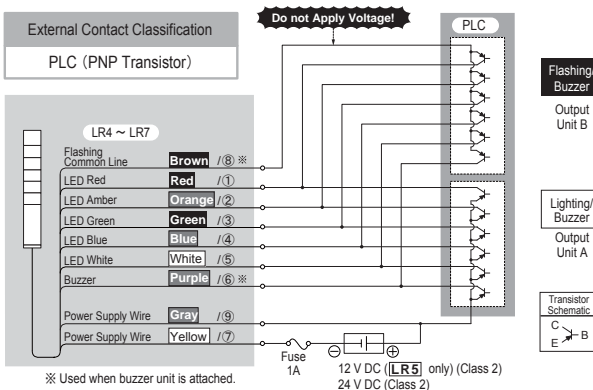 External Contact Classification
PLC (PNP Transistor)
Do not Apply Voltage!
PLC
Flashing/
Buzzer
Output
Unit B
LR4 ~ LR7
Flashing
Common Line Brown /⑧ ※
LED Red Red /①
LED Amber Orange /②
LED Green Green /③
LED Blue Blue /④
LED White White /⑤
Buzzer Purple /⑥ ※
Power Supply Wire Gray /⑨
Power Supply Wire Yellow /⑦
Lighting/
Buzzer
Output
Unit A
Transistor
Schematic
C
B
E
Fuse
1A
⊖ ⊕
12 V DC (LR5 only) (Class 2)
24 V DC (Class 2)
※ Used when buzzer unit is attached.